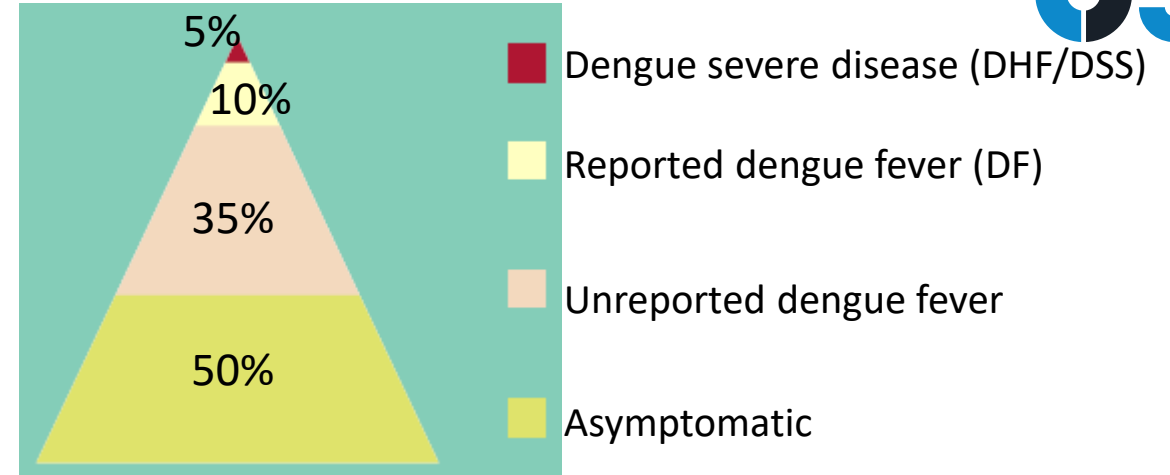 5%
Dengue severe disease (DHF/DSS)
10%
Reported dengue fever (DF)
35%
Unreported dengue fever
50%
Asymptomatic